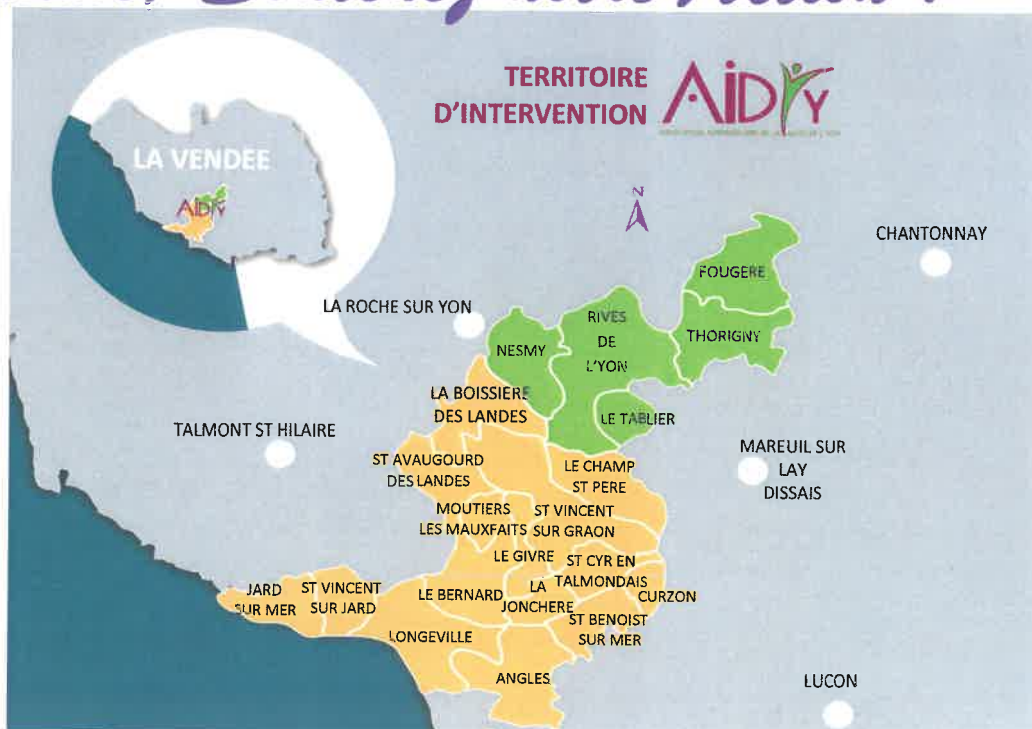 TERRITOIRE
D'INTERVENTION
AiDVY
LA VENDEE
AiDVY
N
CHANTONNAY
FOUGERE
LA ROCHE SUR YON
RIVES
DE
L'YON
THORIGNY
NESMY
LA BOISSIERE
DES LANDES
LE TABLIER
TALMONT ST HILAIRE
MAREUIL SUR
LAY
DISSAIS
ST AVAUGOURD
DES LANDES
LE CHAMP
ST PERE
MOUTIERS
LES MAUXFAITS
ST VINCENT
SUR GRAON
LE GIVRE
ST CYR EN
TALMONDAIS
JARD
SUR MER
ST VINCENT
SUR JARD
LE BERNARD
LA
JONCHERE
CURZON
ST BENOIST
SUR MER
LONGEVILLE
ANGLES
LUCON